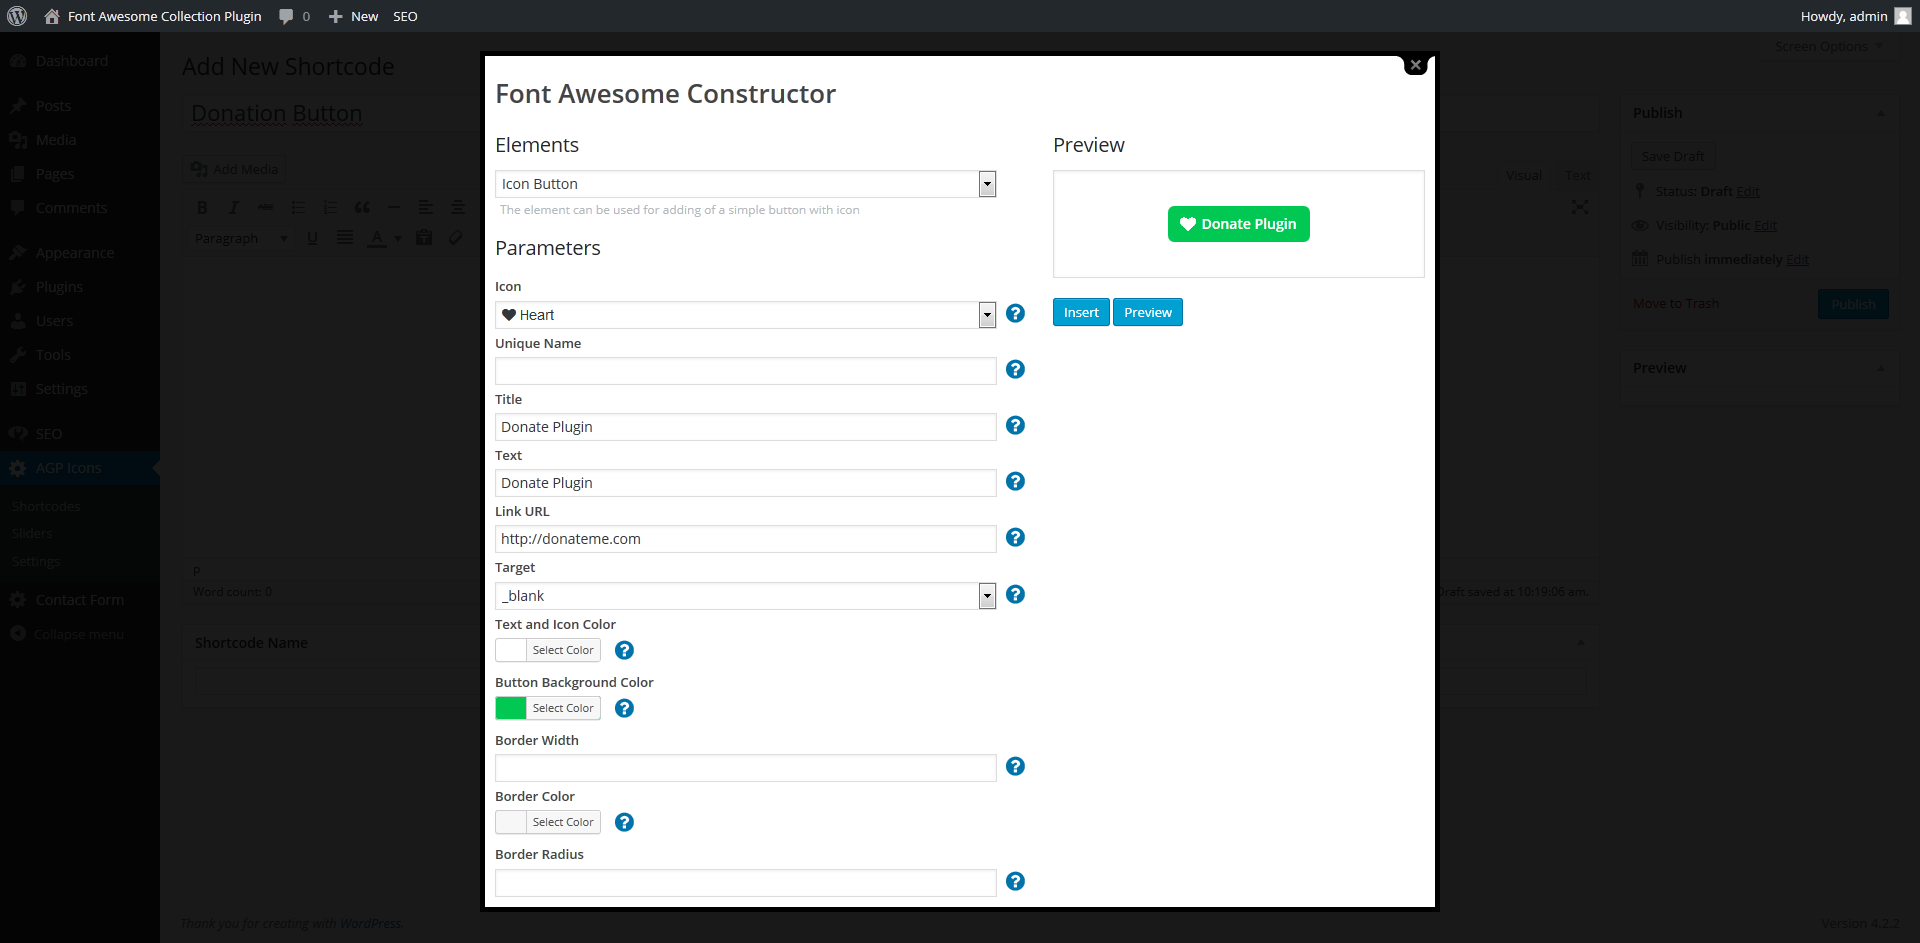 Font Awesome Collection Plugin
0
New
SEO
Howdy, admin
Screen Options
Dashboard
Posts
Media
Pages
Comments
Appearance
Plugins
Users
Tools
Settings
SEO
AGP Icons
Shortcodes
Sliders
Settings
Contact Form
Collapse menu
Add New Shortcode
Donation Button
Add Media
Visual
Text
B I ABC
Paragraph
U
A
P
Word count: 0
Draft saved at 10:19:06 am.
Shortcode Name
Font Awesome Constructor
Elements
Icon Button
The element can be used for adding of a simple button with icon
Parameters
Icon
Heart
?
Unique Name
?
Title
Donate Plugin
?
Text
Donate Plugin
?
Link URL
http://donateme.com
?
Target
_blank
?
Text and Icon Color
Select Color
?
Button Background Color
Select Color
?
Border Width
?
Border Color
Select Color
?
Border Radius
?
Preview
Donate Plugin
Insert
Preview
Publish
Save Draft
Status: Draft Edit
Visibility: Public Edit
Publish immediately Edit
Move to Trash
Publish
Preview
Thank you for creating with WordPress.
Version 4.2.2